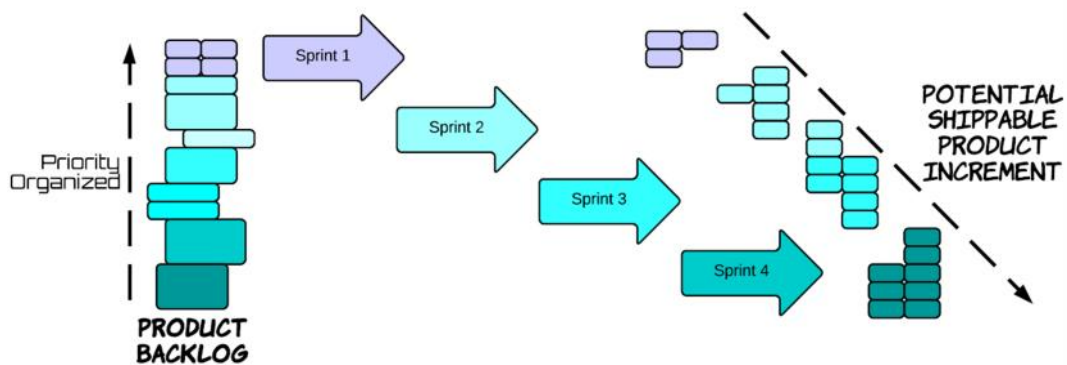 Priority
Organized
PRODUCT
BACKLOG
Sprint 1
Sprint 2
Sprint 3
Sprint 4
POTENTIAL
SHIPPABLE
PRODUCT
INCREMENT